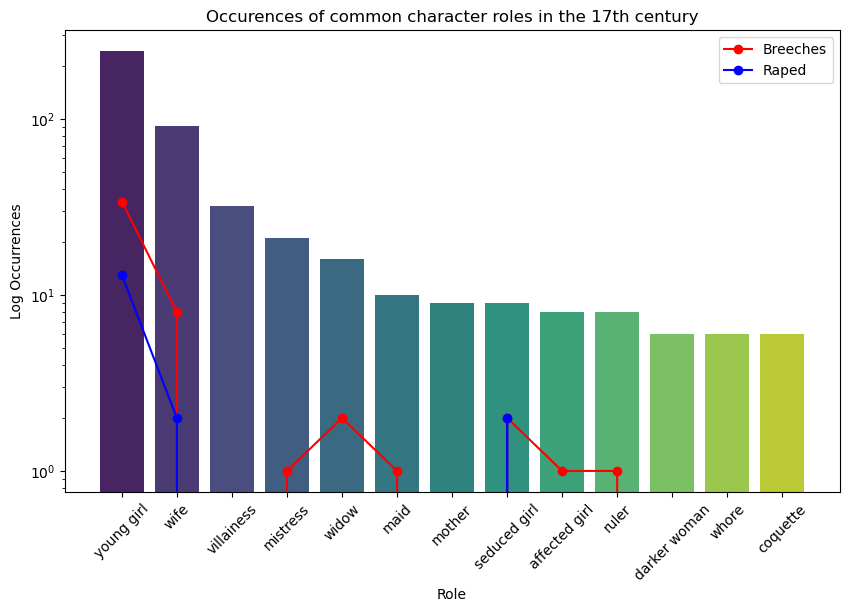 Occurences of common character roles in the 17th century
Breeches
Raped
Log Occurrences
10²
10¹
10⁰
young girl
wife
villainess
mistress
widow
maid
mother
seduced girl
affected girl
ruler
darker woman
whore
coquette
Role